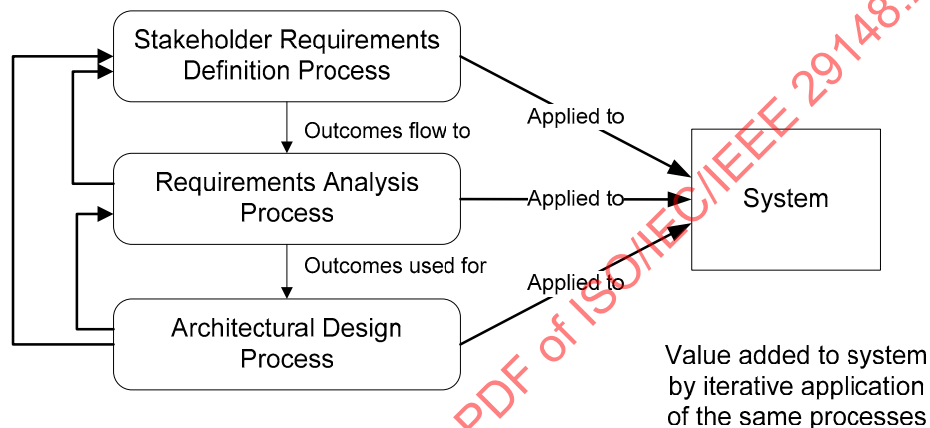 Stakeholder Requirements
Definition Process
Outcomes flow to
Applied to
Requirements Analysis
Process
Applied to
System
Outcomes used for
Applied to
Architectural Design
Process
Value added to system
by iterative application
of the same processes
PDF of ISO/IEC/IEEE 29148: